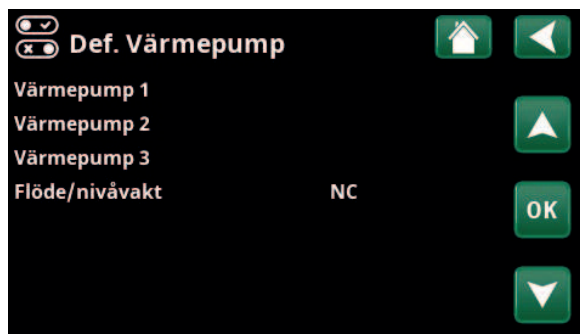 Def. Värmepump
Värmepump 1
Värmepump 2
Värmepump 3
Flöde/nivåvakt NC
OK